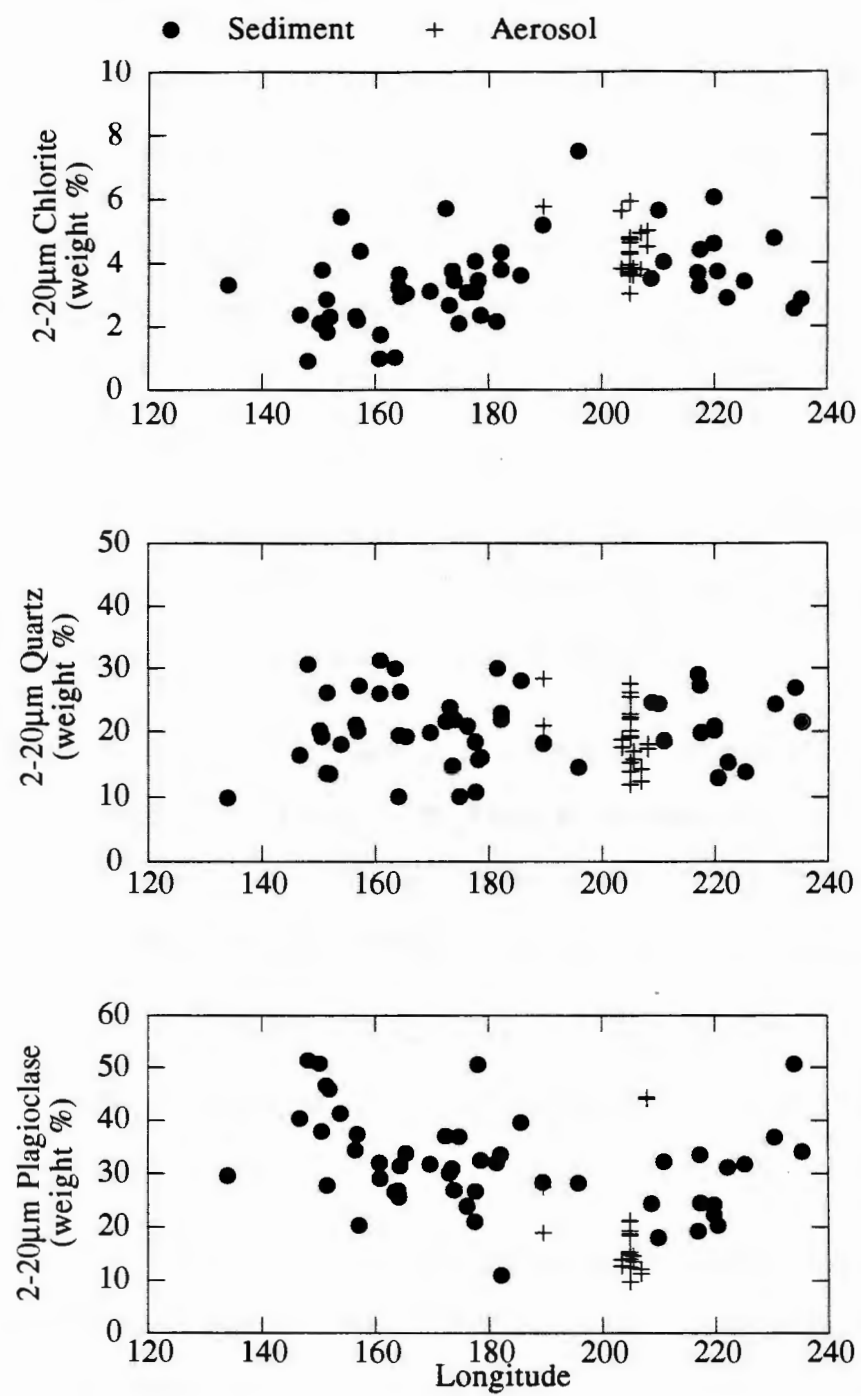 ● Sediment + Aerosol
2-20µm Chlorite
(weight %)
10
8
6
4
2
0
120 140 160 180 200 220 240
2-20µm Quartz
(weight %)
50
40
30
20
10
0
120 140 160 180 200 220 240
2-20µm Plagioclase
(weight %)
60
50
40
30
20
10
0
120 140 160 180 200 220 240
Longitude